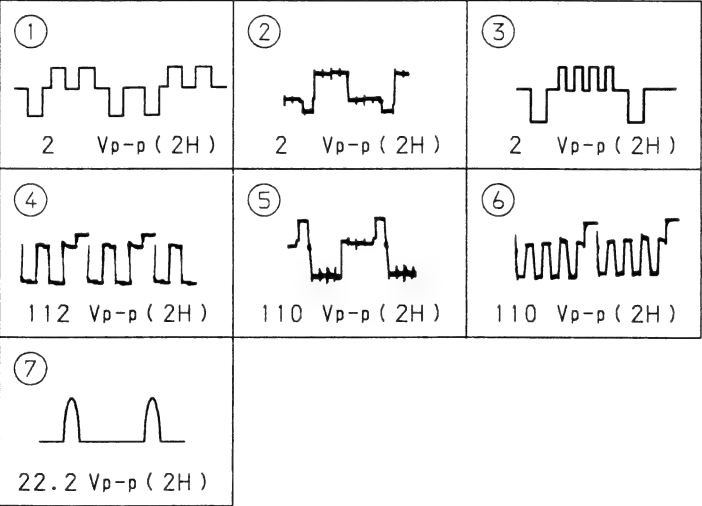 ①
②
③
2 Vp-p ( 2H )
2 Vp-p ( 2H )
2 Vp-p ( 2H )
④
⑤
⑥
112 Vp-p ( 2H )
110 Vp-p ( 2H )
110 Vp-p ( 2H )
⑦
22.2 Vp-p ( 2H )